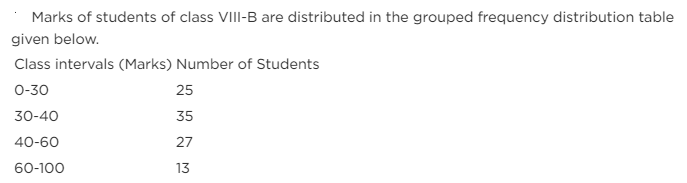 Marks of students of class VIII-B are distributed in the grouped frequency distribution table
given below.
Class intervals (Marks) Number of Students
0-30 25
30-40 35
40-60 27
60-100 13